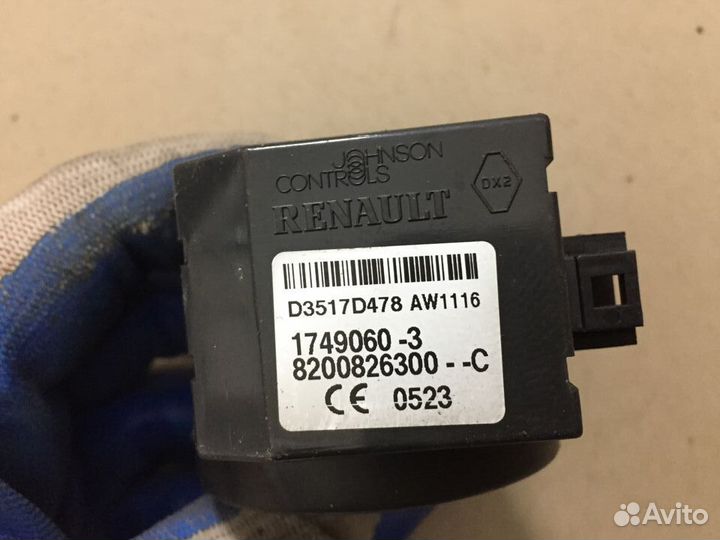 JOHNSON
CONTROLS
RENAULT
DX2
D3517D478 AW1116
1749060 -3
8200826300 - -C
CE 0523
Avito